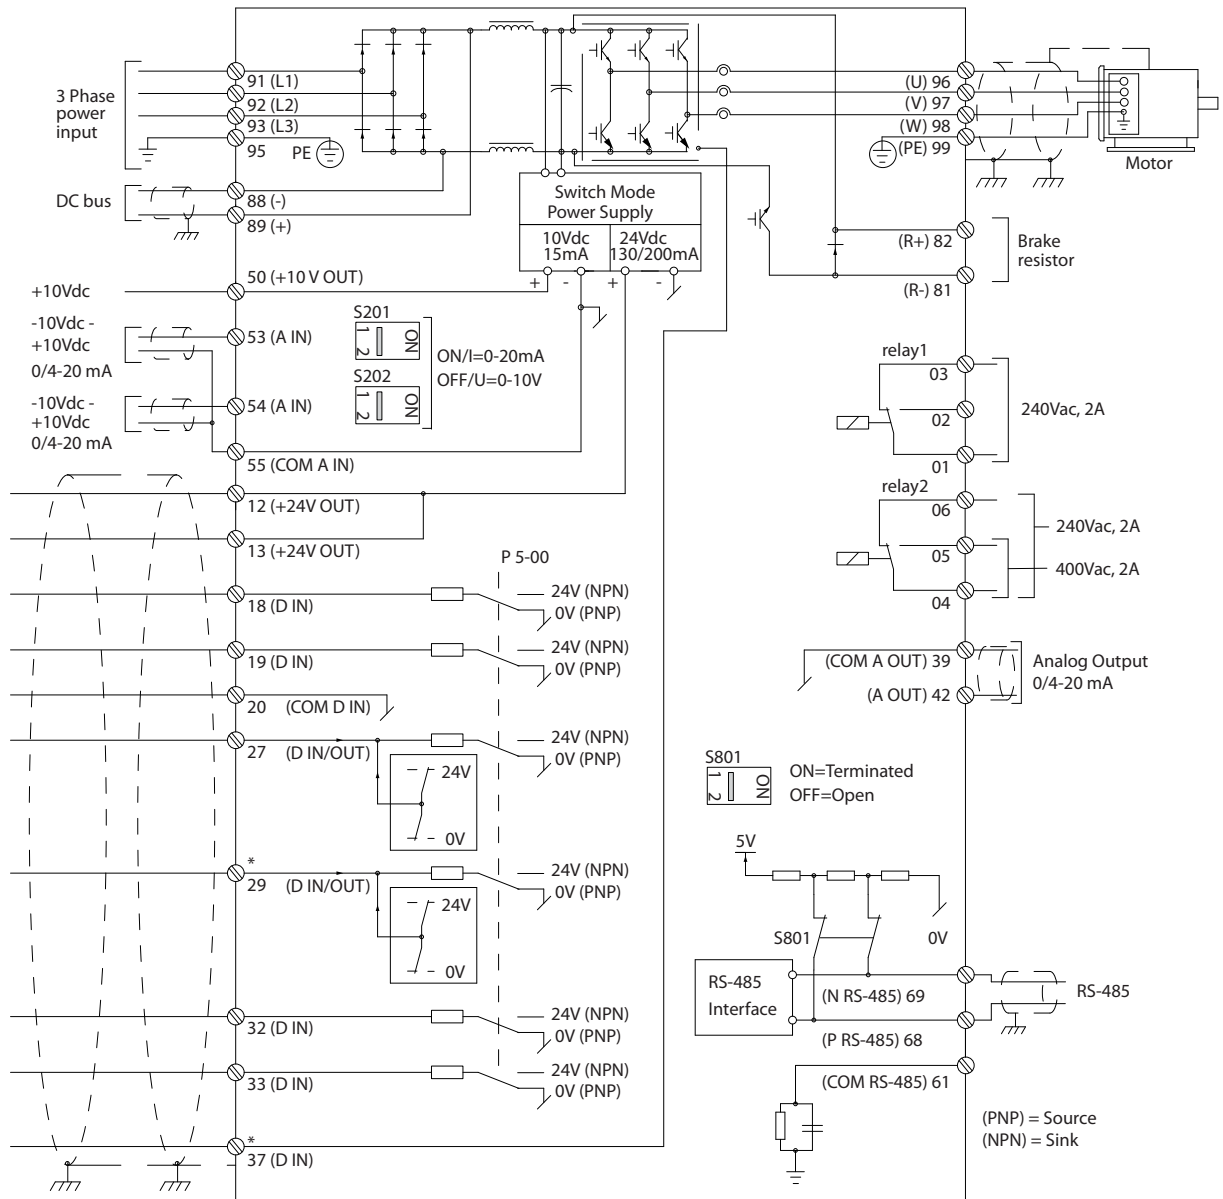 3 Phase
power
input
91 (L1)
92 (L2)
93 (L3)
95
PE
DC bus
88 (-)
89 (+)
+10Vdc
50 (+10 V OUT)
-10Vdc -
+10Vdc
0/4-20 mA
53 (A IN)
-10Vdc -
+10Vdc
0/4-20 mA
54 (A IN)
55 (COM A IN)
12 (+24V OUT)
13 (+24V OUT)
18 (D IN)
19 (D IN)
20 (COM D IN)
27 (D IN/OUT)
24V
0V
*
29 (D IN/OUT)
24V
0V
32 (D IN)
33 (D IN)
*
37 (D IN)
Switch Mode
Power Supply
10Vdc
15mA
24Vdc
130/200mA
+ - + -
S201
1 2 ON
S202
1 2 ON
ON/I=0-20mA
OFF/U=0-10V
P 5-00
24V (NPN)
0V (PNP)
24V (NPN)
0V (PNP)
24V (NPN)
0V (PNP)
24V (NPN)
0V (PNP)
24V (NPN)
0V (PNP)
24V (NPN)
0V (PNP)
(U) 96
(V) 97
(W) 98
(PE) 99
Motor
(R+) 82
(R-) 81
Brake
resistor
relay1
03
02
01
240Vac, 2A
relay2
06
05
04
240Vac, 2A
400Vac, 2A
(COM A OUT) 39
(A OUT) 42
Analog Output
0/4-20 mA
S801
1 2 ON
ON=Terminated
OFF=Open
5V
S801
0V
RS-485
Interface
(N RS-485) 69
(P RS-485) 68
(COM RS-485) 61
RS-485
(PNP) = Source
(NPN) = Sink